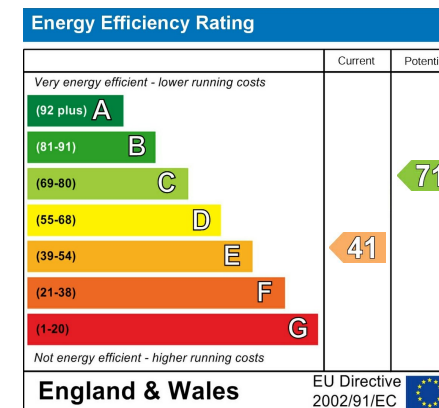 Energy Efficiency Rating
Current Potenti
Very energy efficient - lower running costs
(92 plus) A
(81-91) B
(69-80) C
71
(55-68) D
(39-54) E
41
(21-38) F
(1-20) G
Not energy efficient - higher running costs
England & Wales
EU Directive
2002/91/EC